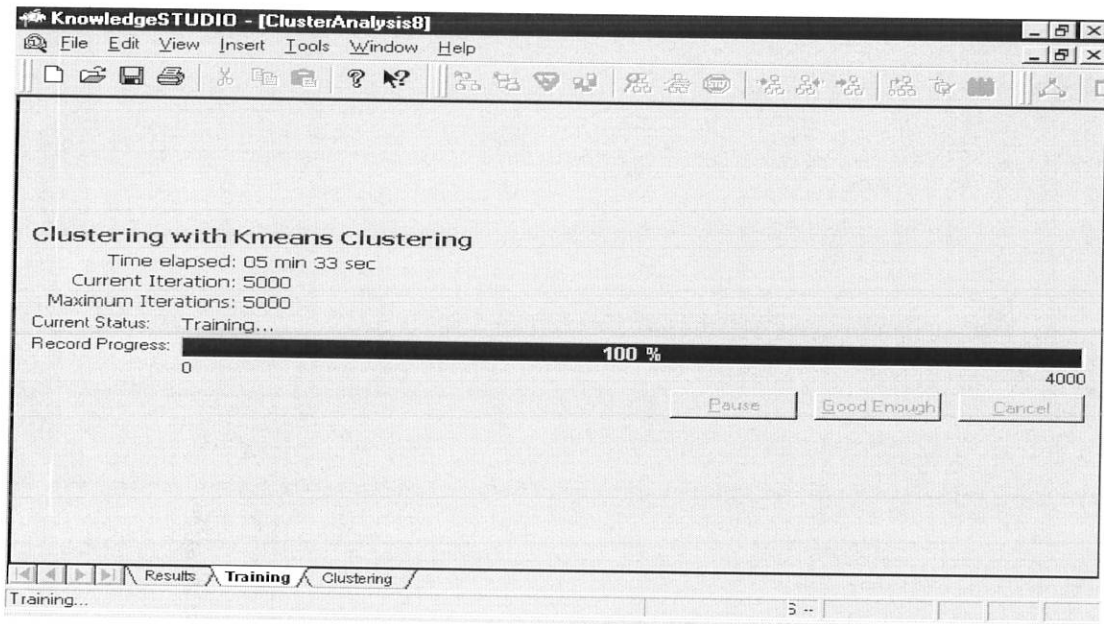 KnowledgeSTUDIO - [ClusterAnalysis8]
File Edit View Insert Tools Window Help
Clustering with Kmeans Clustering
Time elapsed: 05 min 33 sec
Current Iteration: 5000
Maximum Iterations: 5000
Current Status: Training...
Record Progress: 100 %
0 4000
Pause Good Enough Cancel
Results Training Clustering
Training...